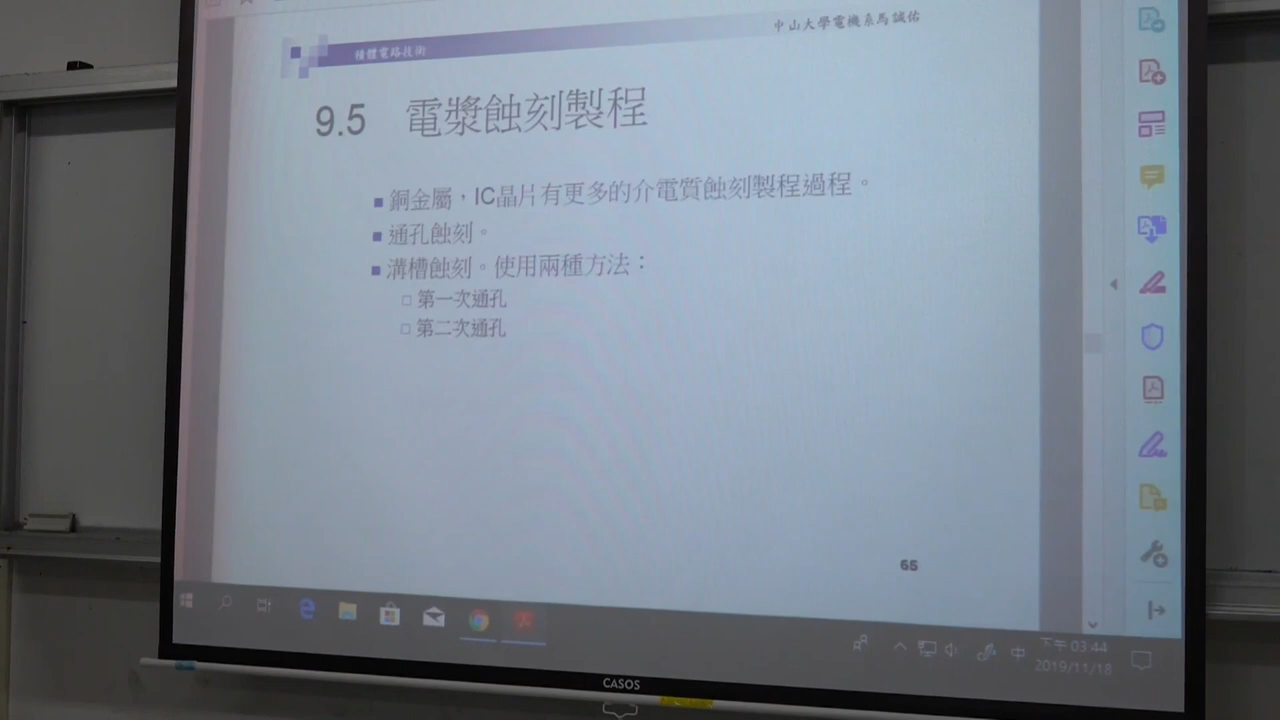 中山大學電機系馬誠佑
積體電路技術
9.5 電漿蝕刻製程
銅金屬，IC晶片有更多的介電質蝕刻製程過程。
通孔蝕刻。
溝槽蝕刻。使用兩種方法：
第一次通孔
第二次通孔
65
中
下午 03:44
2019/11/18
CASOS